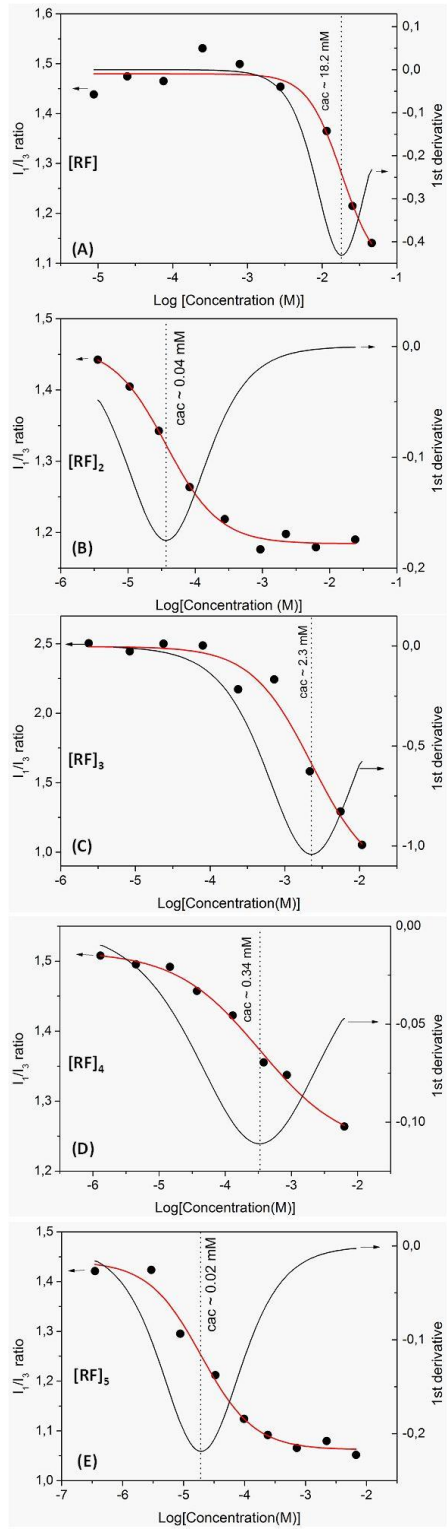 1,6
1,5
1,4
1,3
1,2
1,1
I1/I3 ratio
[RF]
(A)
cac ~ 18.2 mM
0,1
0,0
-0,1
-0,2
-0,3
-0,4
1st derivative
-5 -4 -3 -2 -1
Log [Concentration (M)]
1,5
1,4
1,3
1,2
I1/I3 ratio
[RF]2
(B)
cac ~ 0.04 mM
0,0
-0,1
-0,2
1st derivative
-6 -5 -4 -3 -2 -1
Log[Concentration (M)]
2,5
2,0
1,5
1,0
I1/I3 ratio
[RF]3
(C)
cac ~ 2.3 mM
0,0
-0,5
-1,0
1st derivative
-6 -5 -4 -3 -2 -1
Log[Concentration(M)]
1,5
1,4
1,3
1,2
I1/I3 ratio
[RF]4
(D)
cac ~ 0.34 mM
0,00
-0,05
-0,10
1st derivative
-6 -5 -4 -3 -2
Log[Concentration(M)]
1,5
1,4
1,3
1,2
1,1
1,0
I1/I3 ratio
[RF]5
(E)
cac ~ 0.02 mM
0,0
-0,1
-0,2
1st derivative
-7 -6 -5 -4 -3 -2 -1
Log[Concentration(M)]